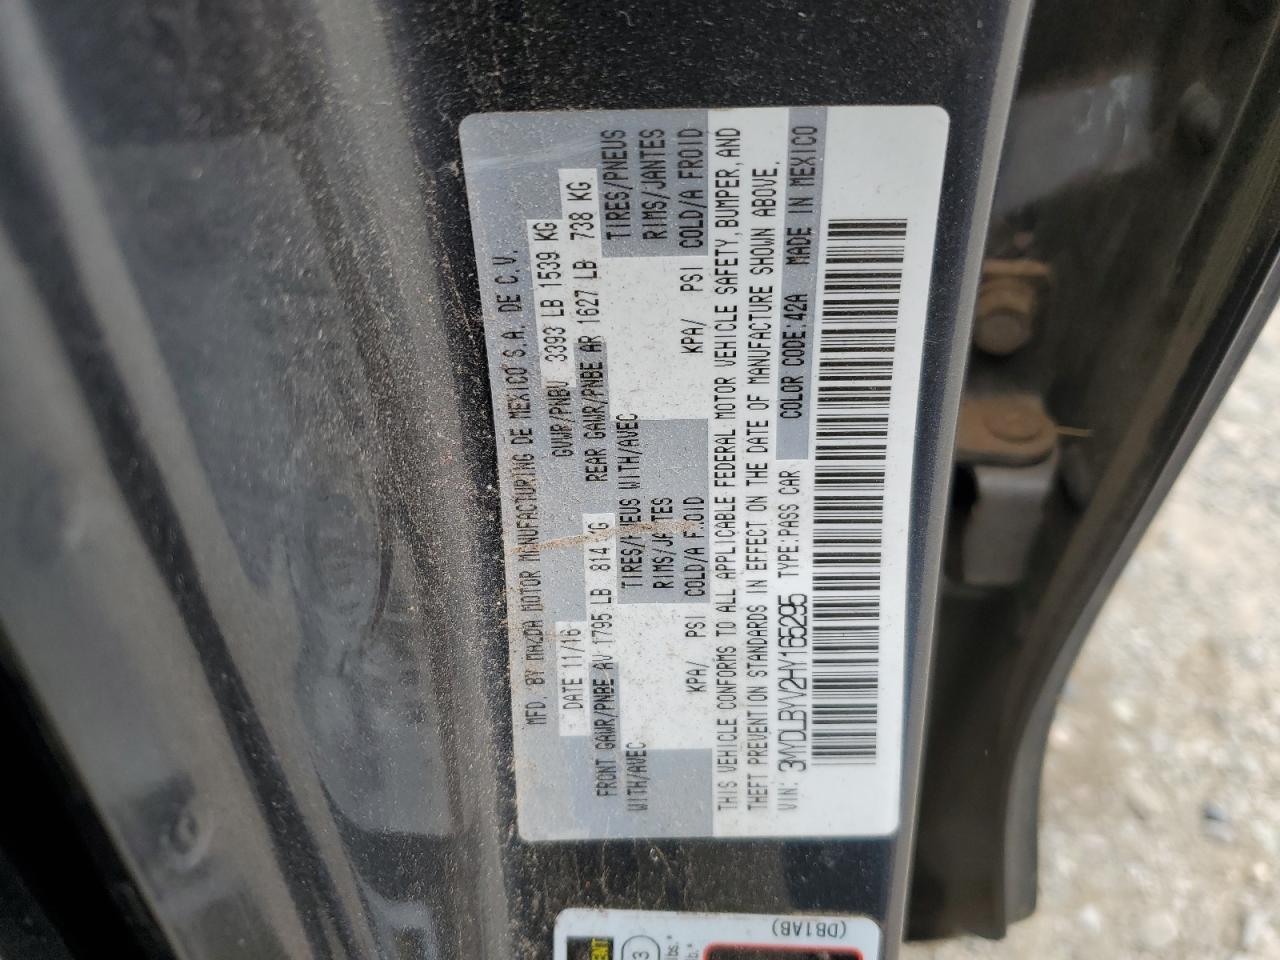 MFD. BY MAZDA MOTOR MANUFACTURING DE MEXICO S.A. DE C.V.
DATE 11/16 GVWR/PNBV 3393 LB 1539 KG
FRONT GAWR/PNBE AV 1795 LB 814 KG REAR GAWR/PNBE AR 1627 LB 738 KG
WITH/AVEC TIRES/PNEUS WITH/AVEC TIRES/PNEUS
RIMS/JANTES RIMS/JANTES
KPA/ PSI COLD/A FROID KPA/ PSI COLD/A FROID
THIS VEHICLE CONFORMS TO ALL APPLICABLE FEDERAL MOTOR VEHICLE SAFETY, BUMPER, AND
THEFT PREVENTION STANDARDS IN EFFECT ON THE DATE OF MANUFACTURE SHOWN ABOVE.
VIN: 3MYDLBYV2HY165295 TYPE:PASS CAR COLOR CODE:42A MADE IN MEXICO
(DB1AB)
3